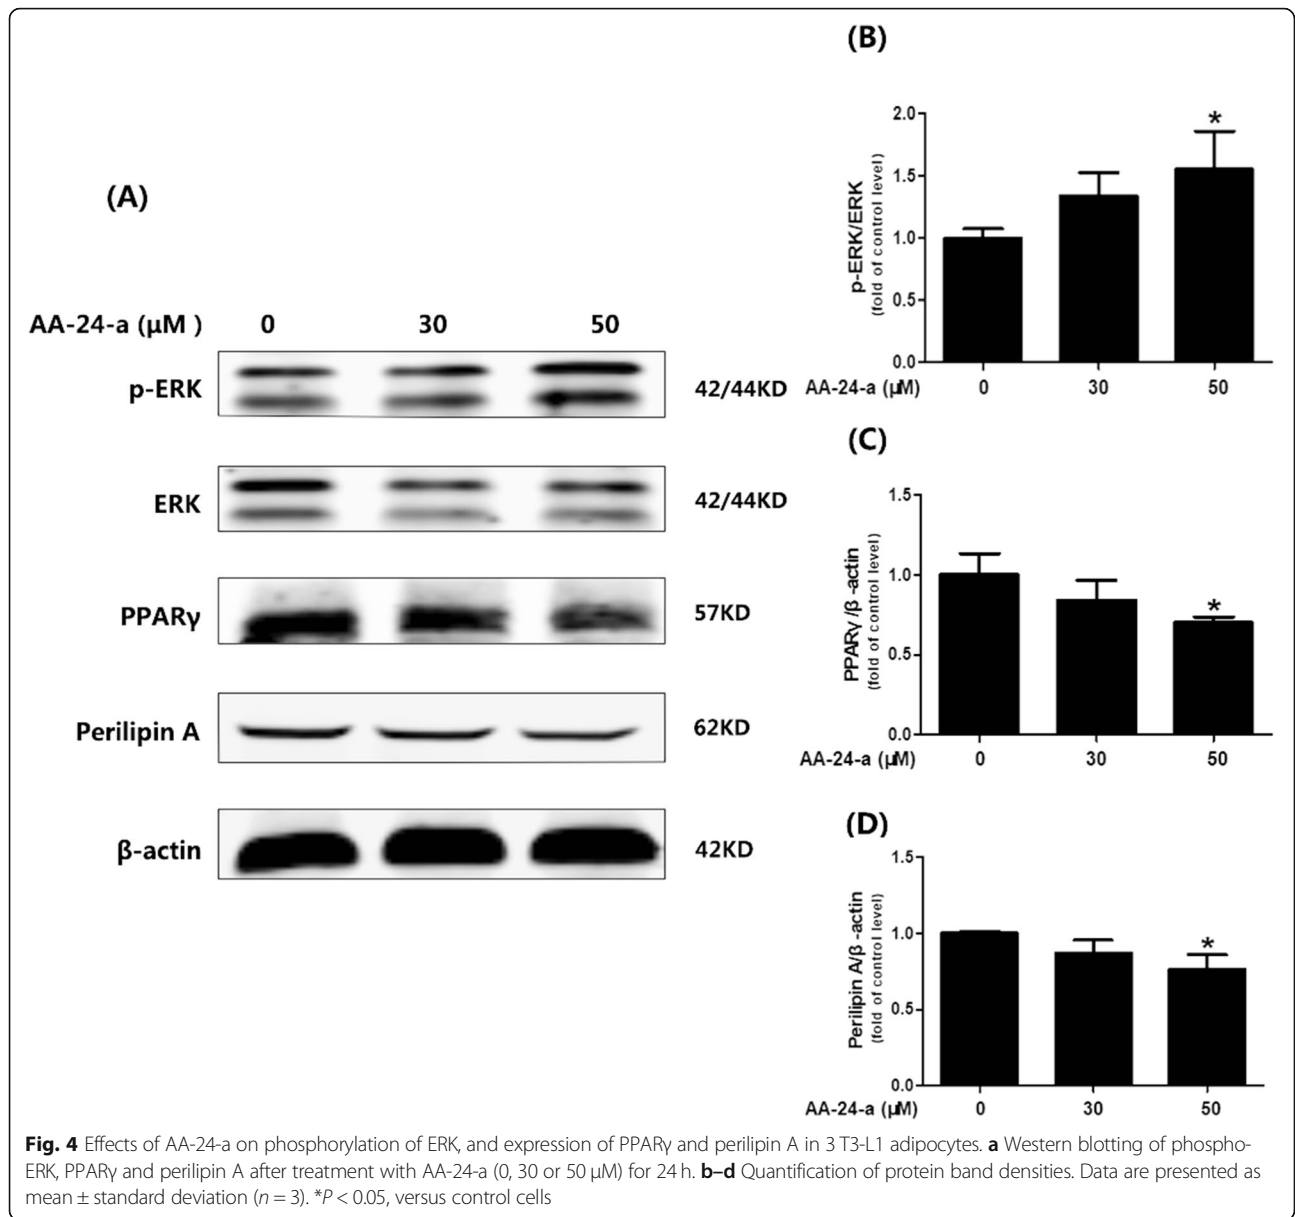 (A)
AA-24-a (μM ) 0 30 50
p-ERK 42/44KD
ERK 42/44KD
PPARγ 57KD
Perilipin A 62KD
β-actin 42KD
(B)
p-ERK/ERK
(fold of control level)
2.0
1.5
1.0
0.5
0.0
*
AA-24-a (μM) 0 30 50
(C)
PPARγ/β-actin
(fold of control level)
1.5
1.0
0.5
0.0
*
AA-24-a (μM) 0 30 50
(D)
Perilipin A/β-actin
(fold of control level)
1.5
1.0
0.5
0.0
*
AA-24-a (μM) 0 30 50
Fig. 4 Effects of AA-24-a on phosphorylation of ERK, and expression of PPARγ and perilipin A in 3 T3-L1 adipocytes. a Western blotting of phospho-
ERK, PPARγ and perilipin A after treatment with AA-24-a (0, 30 or 50 μM) for 24 h. b–d Quantification of protein band densities. Data are presented as
mean ± standard deviation (n = 3). *P < 0.05, versus control cells